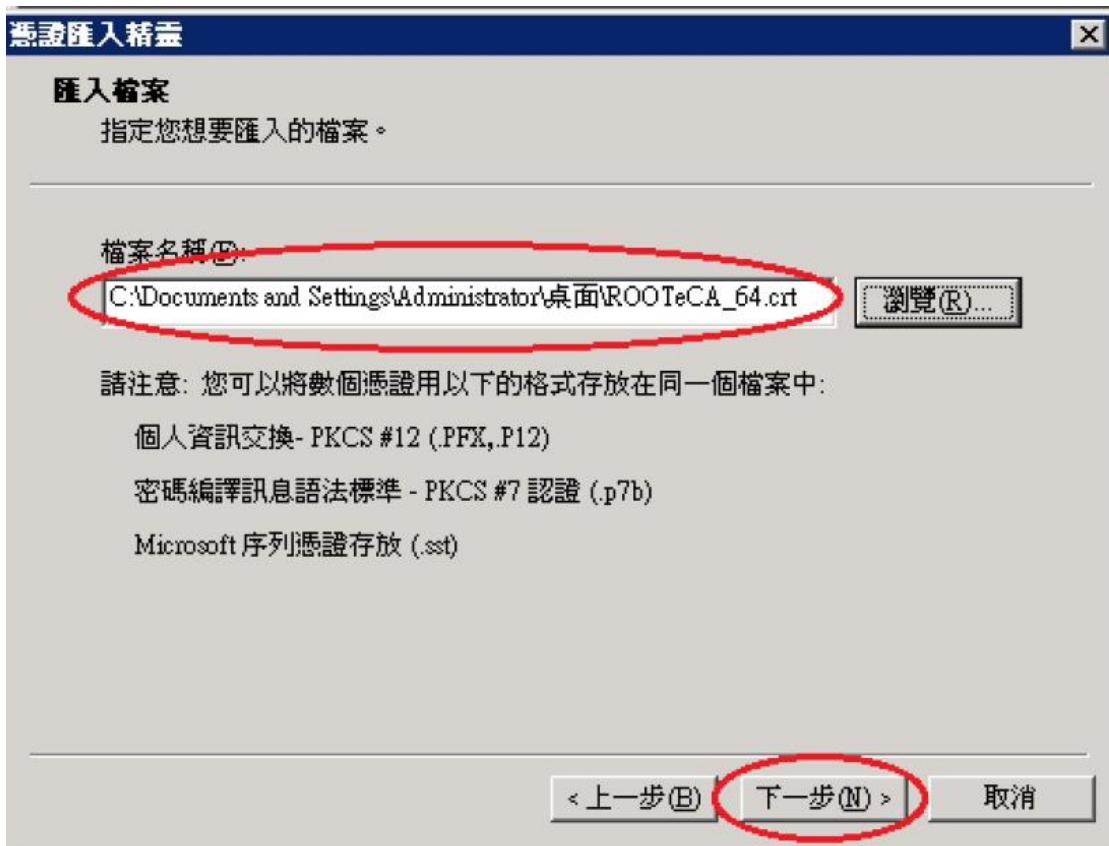 憑證匯入精靈
匯入檔案
指定您想要匯入的檔案。
檔案名稱(F):
C:\Documents and Settings\Administrator\桌面\ROOTeCA_64.crt
瀏覽(R)...
請注意: 您可以將數個憑證用以下的格式存放在同一個檔案中:
個人資訊交換- PKCS #12 (.PFX,.P12)
密碼編譯訊息語法標準 - PKCS #7 認證 (.p7b)
Microsoft 序列憑證存放 (.sst)
< 上一步(B)
下一步(N) >
取消